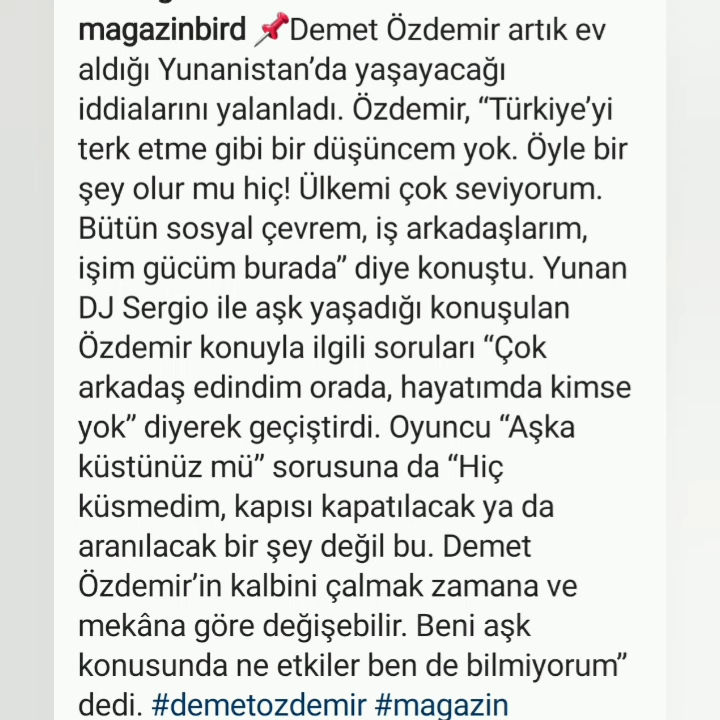 magazinbird 📌Demet Özdemir artık ev
aldığı Yunanistan’da yaşayacağı
iddialarını yalanladı. Özdemir, “Türkiye’yi
terk etme gibi bir düşüncem yok. Öyle bir
şey olur mu hiç! Ülkemi çok seviyorum.
Bütün sosyal çevrem, iş arkadaşlarım,
işim gücüm burada” diye konuştu. Yunan
DJ Sergio ile aşk yaşadığı konuşulan
Özdemir konuyla ilgili soruları “Çok
arkadaş edindim orada, hayatımda kimse
yok” diyerek geçiştirdi. Oyuncu “Aşka
küstünüz mü” sorusuna da “Hiç
küsmedim, kapısı kapatılacak ya da
aranılacak bir şey değil bu. Demet
Özdemir’in kalbini çalmak zamana ve
mekâna göre değişebilir. Beni aşk
konusunda ne etkiler ben de bilmiyorum”
dedi. #demetozdemir #magazin